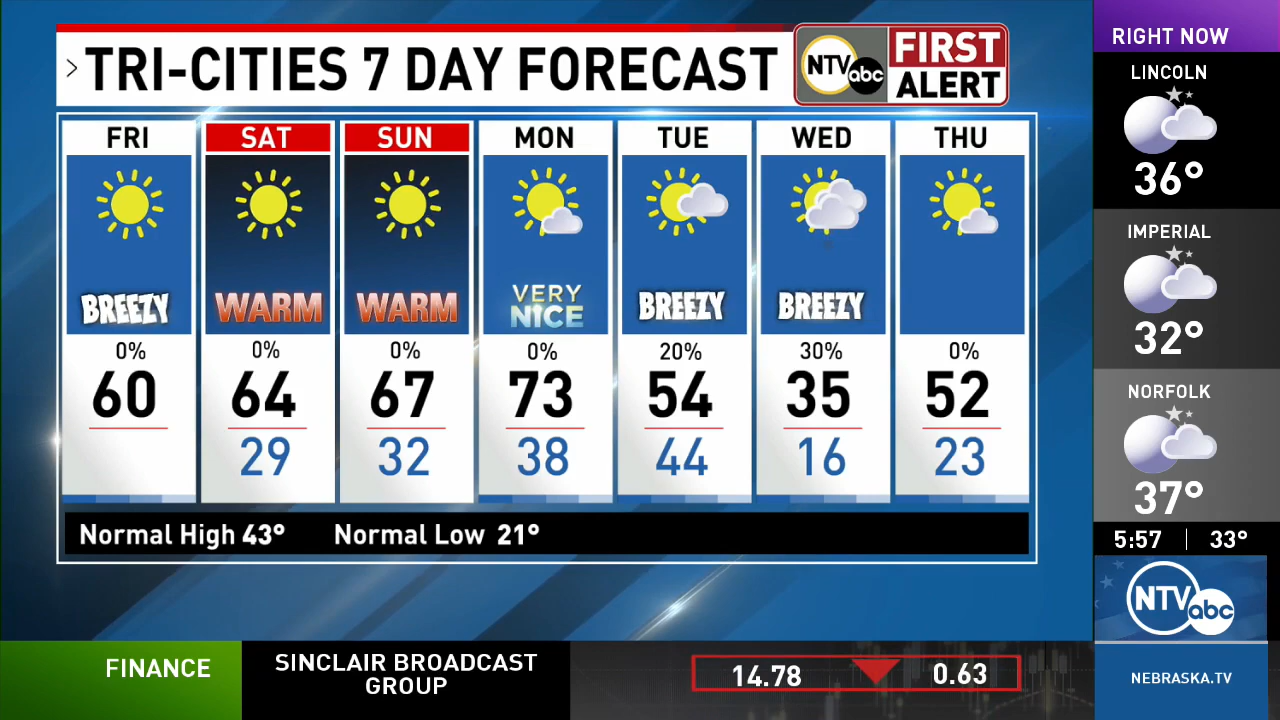 > TRI-CITIES 7 DAY FORECAST
NTV abc
FIRST
ALERT
FRI SAT SUN MON TUE WED THU
BREEZY WARM WARM VERY NICE BREEZY BREEZY
0% 0% 0% 0% 20% 30% 0%
60 64 67 73 54 35 52
29 32 38 44 16 23
Normal High 43° Normal Low 21°
RIGHT NOW
LINCOLN
36°
IMPERIAL
32°
NORFOLK
37°
5:57 | 33°
NTV abc
NEBRASKA.TV
FINANCE
SINCLAIR BROADCAST
GROUP
14.78 0.63